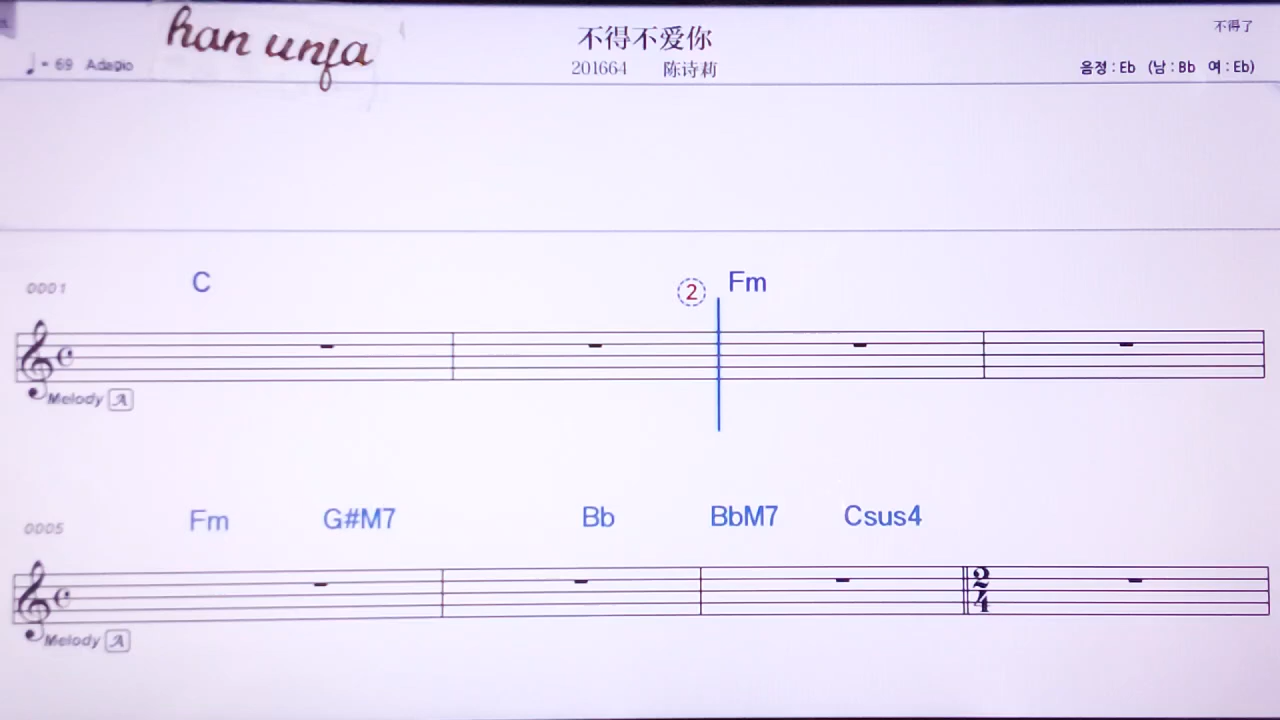 han unfa
不得不爱你
不得了
♩ = 69 Adagio
201664 陈诗莉
음정 : Eb (남 : Bb 여 : Eb)
0001 C ② Fm
Melody A
0005 Fm G#M7 Bb BbM7 Csus4
2/4
Melody A